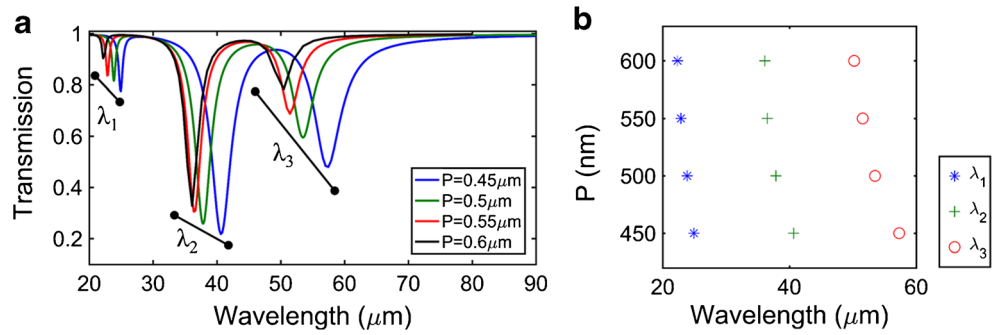 a
Transmission
1
0.8
0.6
0.4
0.2
λ1
λ2
λ3
P=0.45μm
P=0.5μm
P=0.55μm
P=0.6μm
20 30 40 50 60 70 80 90
Wavelength (μm)
b
P (nm)
600
550
500
450
λ1
λ2
λ3
20 40 60
Wavelength (μm)